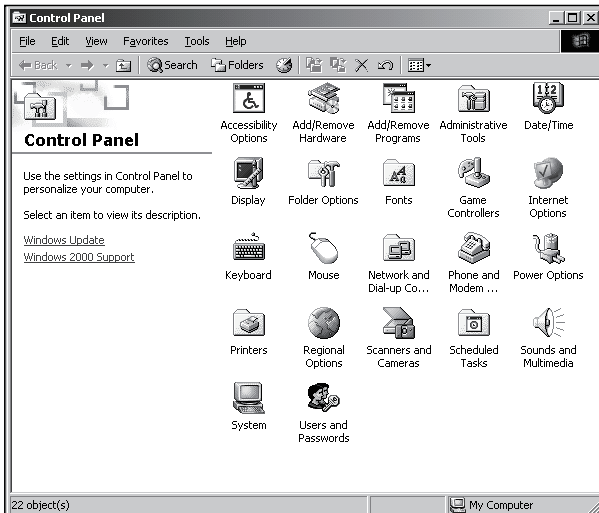 Control Panel
File Edit View Favorites Tools Help
Back Search Folders
Control Panel
Use the settings in Control Panel to
personalize your computer.
Select an item to view its description.
Windows Update
Windows 2000 Support
Accessibility
Options
Add/Remove
Hardware
Add/Remove
Programs
Administrative
Tools
Date/Time
Display
Folder Options
Fonts
Game
Controllers
Internet
Options
Keyboard
Mouse
Network and
Dial-up Co...
Phone and
Modem ...
Power Options
Printers
Regional
Options
Scanners and
Cameras
Scheduled
Tasks
Sounds and
Multimedia
System
Users and
Passwords
22 object(s)
My Computer